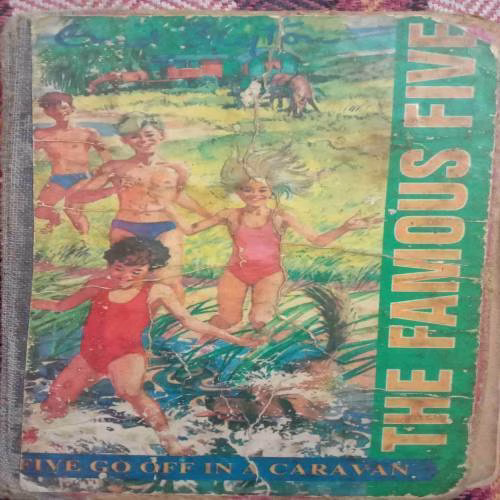 THE FAMOUS FIVE
FIVE GO OFF IN A CARAVAN